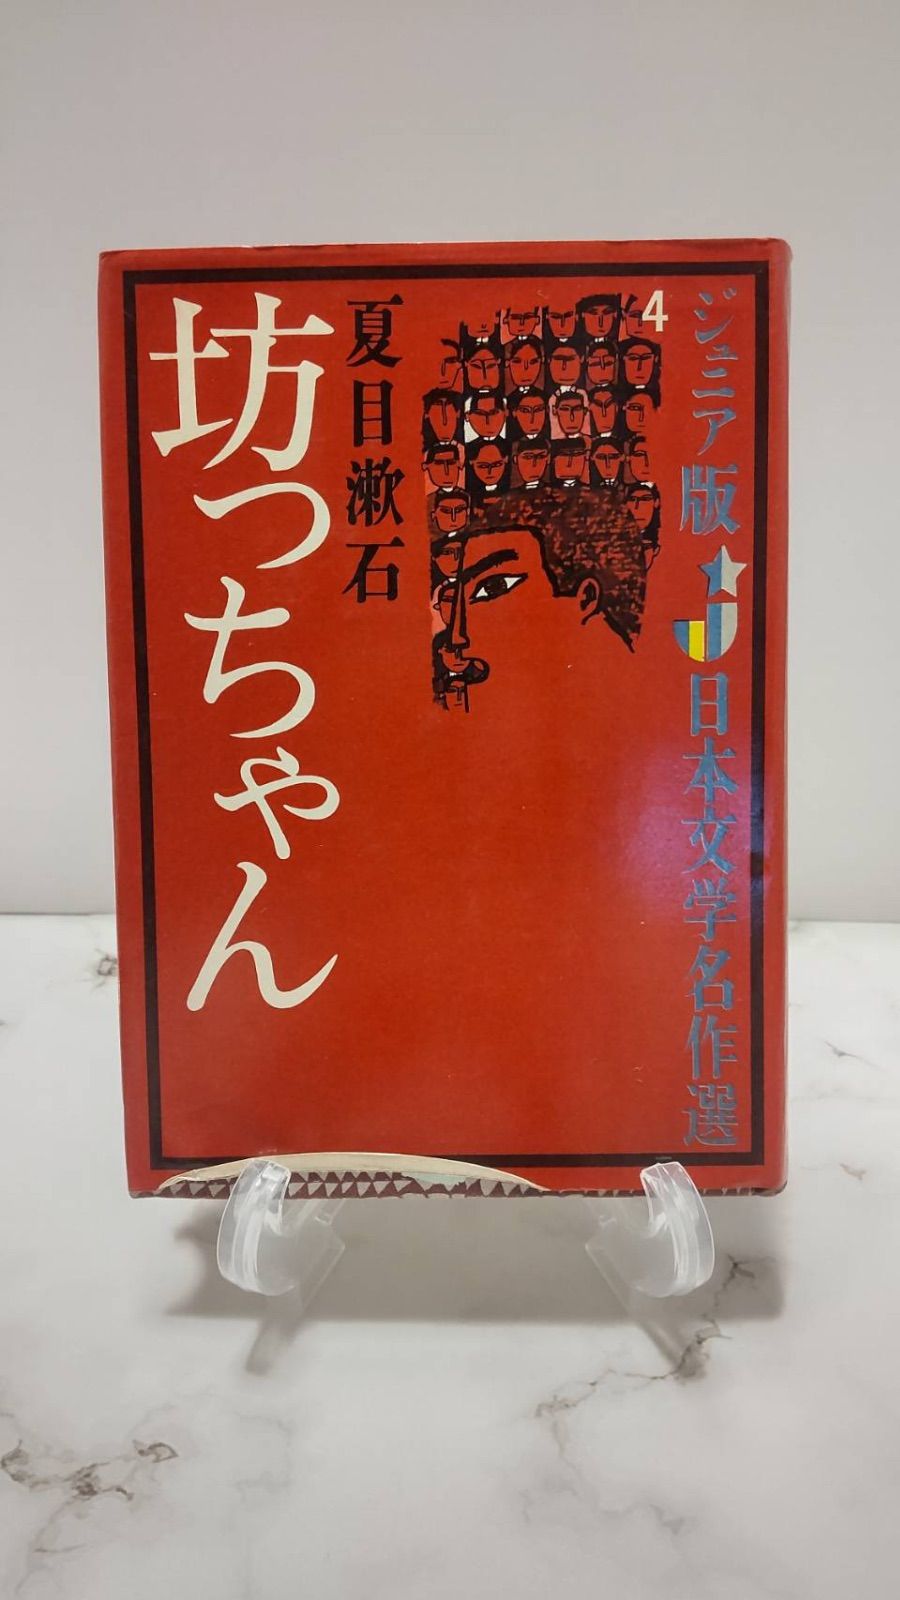 4
ジュニア版
J
日本文学名作選
夏目漱石
坊っちゃん